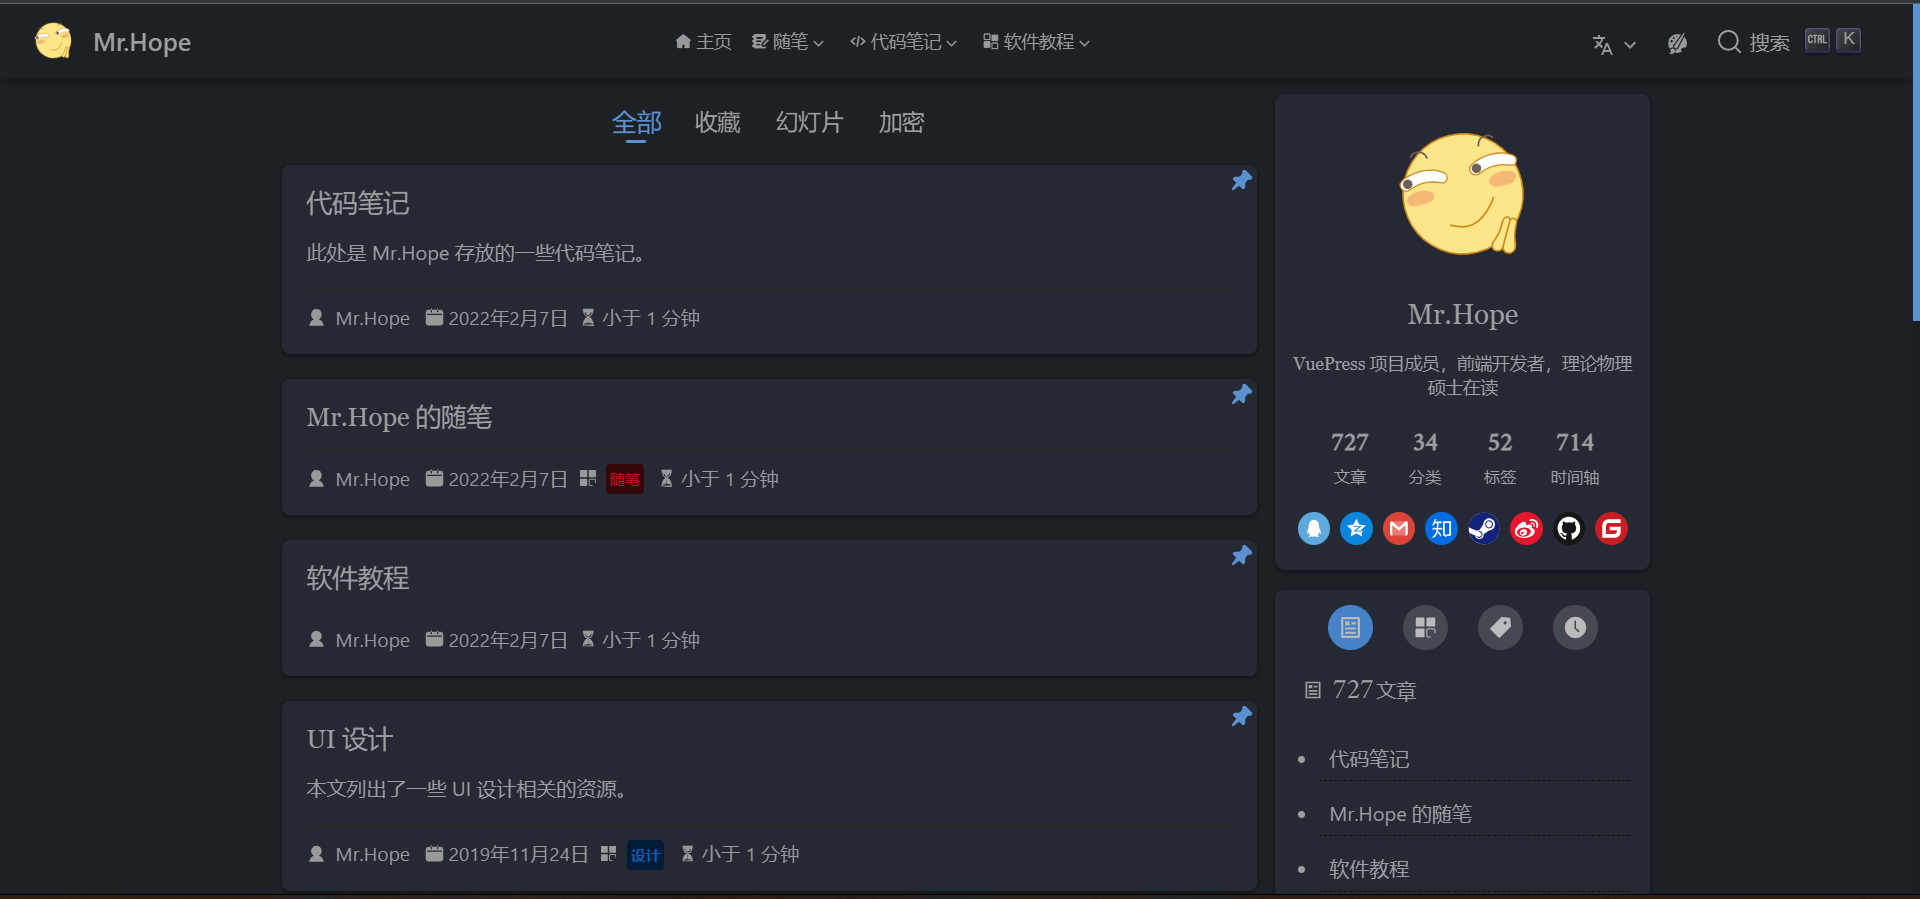 Mr.Hope
主页 随笔 代码笔记 软件教程
搜索 CTRL K
全部 收藏 幻灯片 加密
代码笔记
此处是 Mr.Hope 存放的一些代码笔记。
Mr.Hope 2022年2月7日 小于 1 分钟
Mr.Hope 的随笔
Mr.Hope 2022年2月7日 随笔 小于 1 分钟
软件教程
Mr.Hope 2022年2月7日 小于 1 分钟
UI 设计
本文列出了一些 UI 设计相关的资源。
Mr.Hope 2019年11月24日 设计 小于 1 分钟
Mr.Hope
VuePress 项目成员，前端开发者，理论物理
硕士在读
727 34 52 714
文章 分类 标签 时间轴
知
727 文章
代码笔记
Mr.Hope 的随笔
软件教程